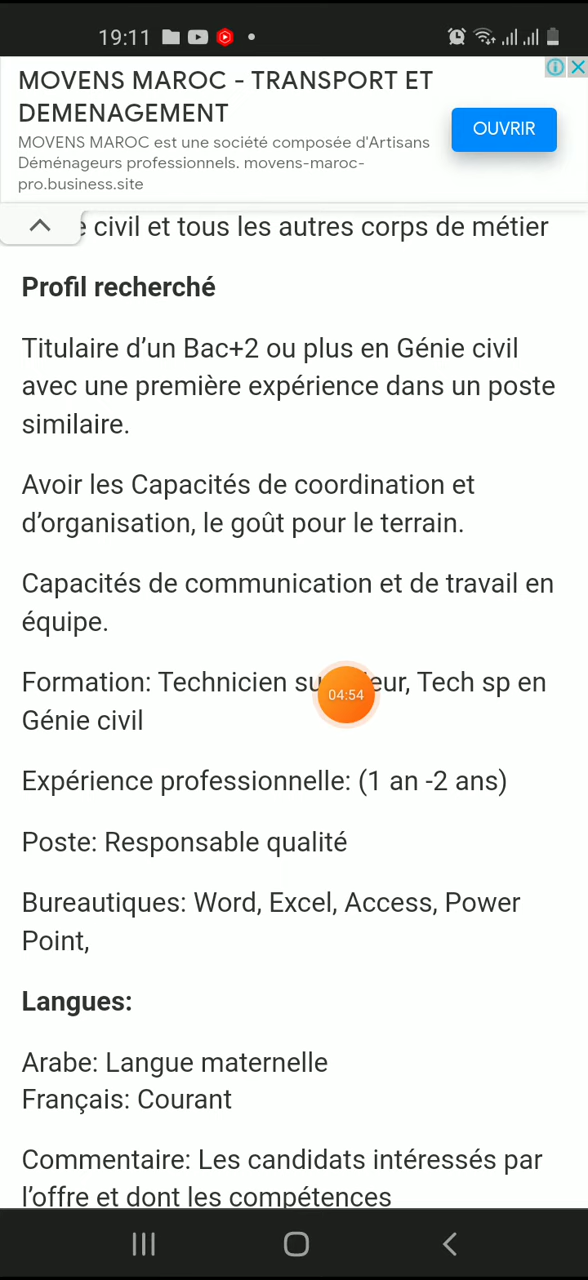 19:11
MOVENS MAROC - TRANSPORT ET
DEMENAGEMENT
MOVENS MAROC est une société composée d'Artisans
Déménageurs professionnels. movens-maroc-
pro.business.site
OUVRIR
civil et tous les autres corps de métier
Profil recherché
Titulaire d’un Bac+2 ou plus en Génie civil
avec une première expérience dans un poste
similaire.
Avoir les Capacités de coordination et
d’organisation, le goût pour le terrain.
Capacités de communication et de travail en
équipe.
Formation: Technicien , Tech sp en
04:54
Génie civil
Expérience professionnelle: (1 an -2 ans)
Poste: Responsable qualité
Bureautiques: Word, Excel, Access, Power
Point,
Langues:
Arabe: Langue maternelle
Français: Courant
Commentaire: Les candidats intéressés par
l’offre et dont les compétences